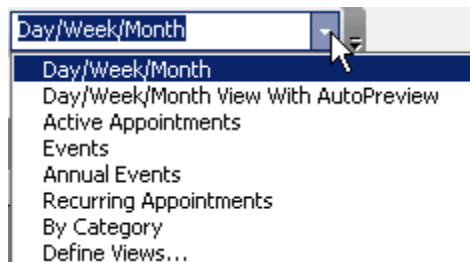 Day/Week/Month
Day/Week/Month
Day/Week/Month View With AutoPreview
Active Appointments
Events
Annual Events
Recurring Appointments
By Category
Define Views...